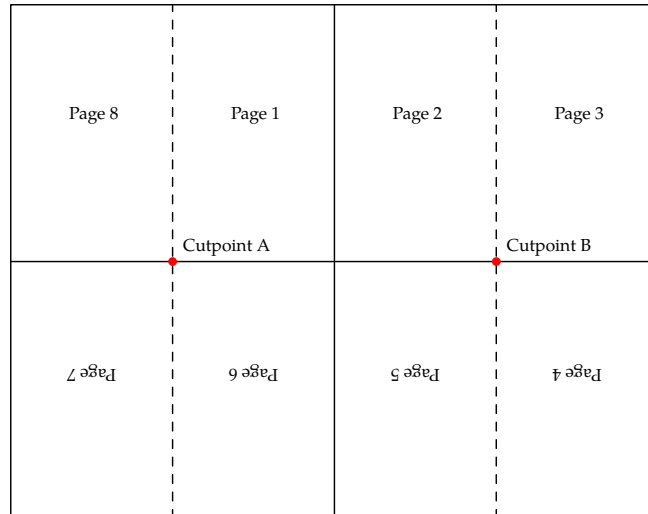 Page 8
Page 1
Page 2
Page 3
Cutpoint A
Cutpoint B
Page 7
Page 6
Page 5
Page 4